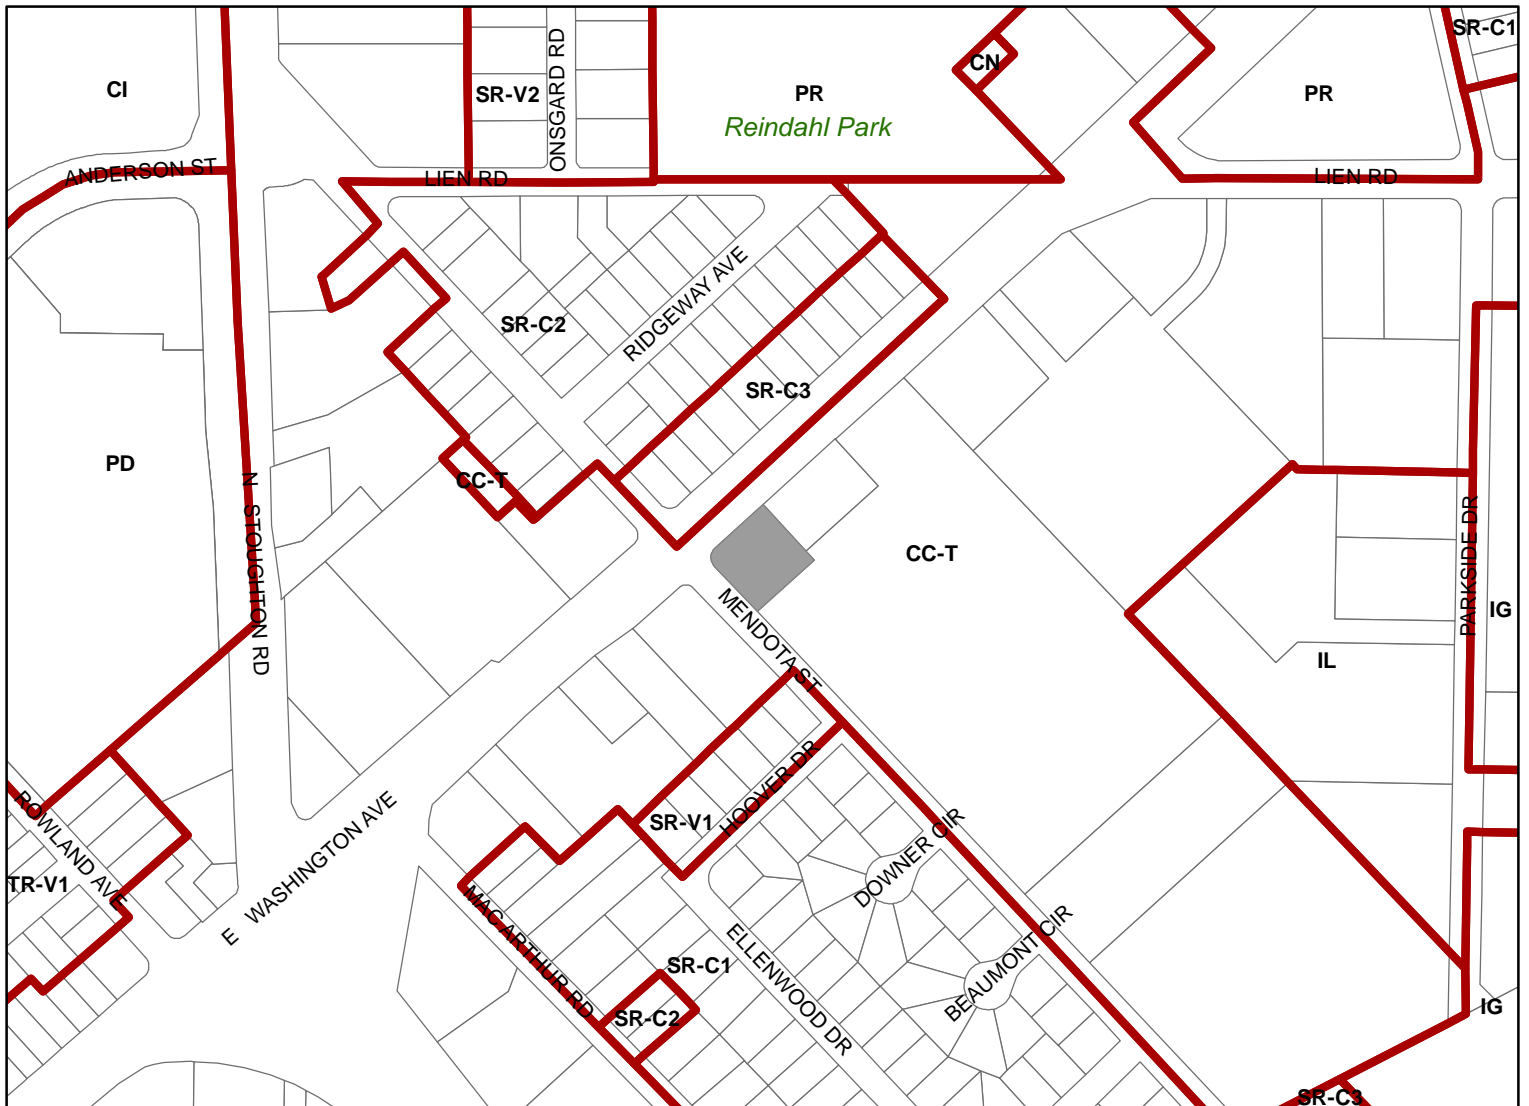 SR-C1
CN
CI
SR-V2
ONSGARD RD
PR
PR
Reindahl Park
ANDERSON ST
LIEN RD
LIEN RD
RIDGEWAY AVE
SR-C2
SR-C3
PD
CC-T
N STOUGHTON RD
CC-T
PARKSIDE DR
IG
MENDOTA ST
IL
HOOVER DR
SR-V1
ROWLAND AVE
E WASHINGTON AVE
DOWNER CIR
TR-V1
MAC ARTHUR RD
ELLENWOOD DR
BEAUMONT CIR
SR-C1
SR-C2
IG
SR-C3